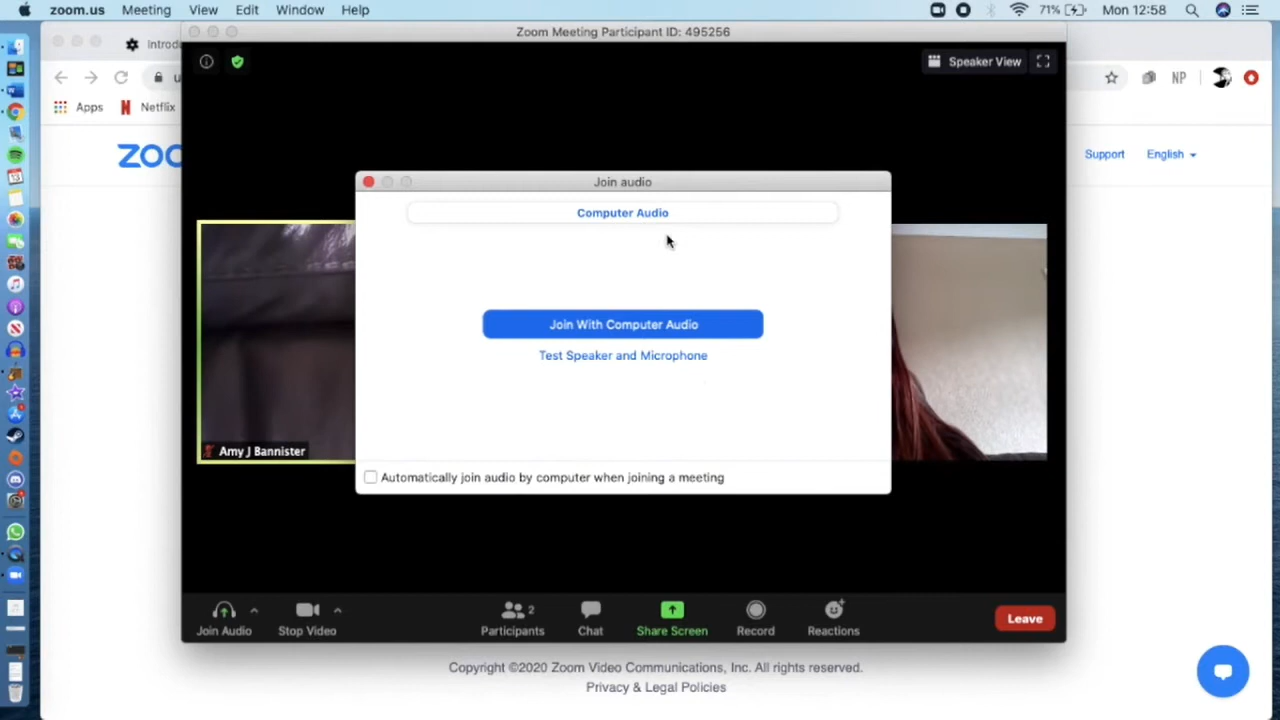 zoom.us Meeting View Edit Window Help
71% Mon 12:58
Zoom Meeting Participant ID: 495256
Speaker View
NP
Apps Netflix
Support English
Join audio
Computer Audio
Join With Computer Audio
Test Speaker and Microphone
Amy J Bannister
Automatically join audio by computer when joining a meeting
2
Join Audio Stop Video Participants Chat Share Screen Record Reactions Leave
Copyright ©2020 Zoom Video Communications, Inc. All rights reserved.
Privacy & Legal Policies